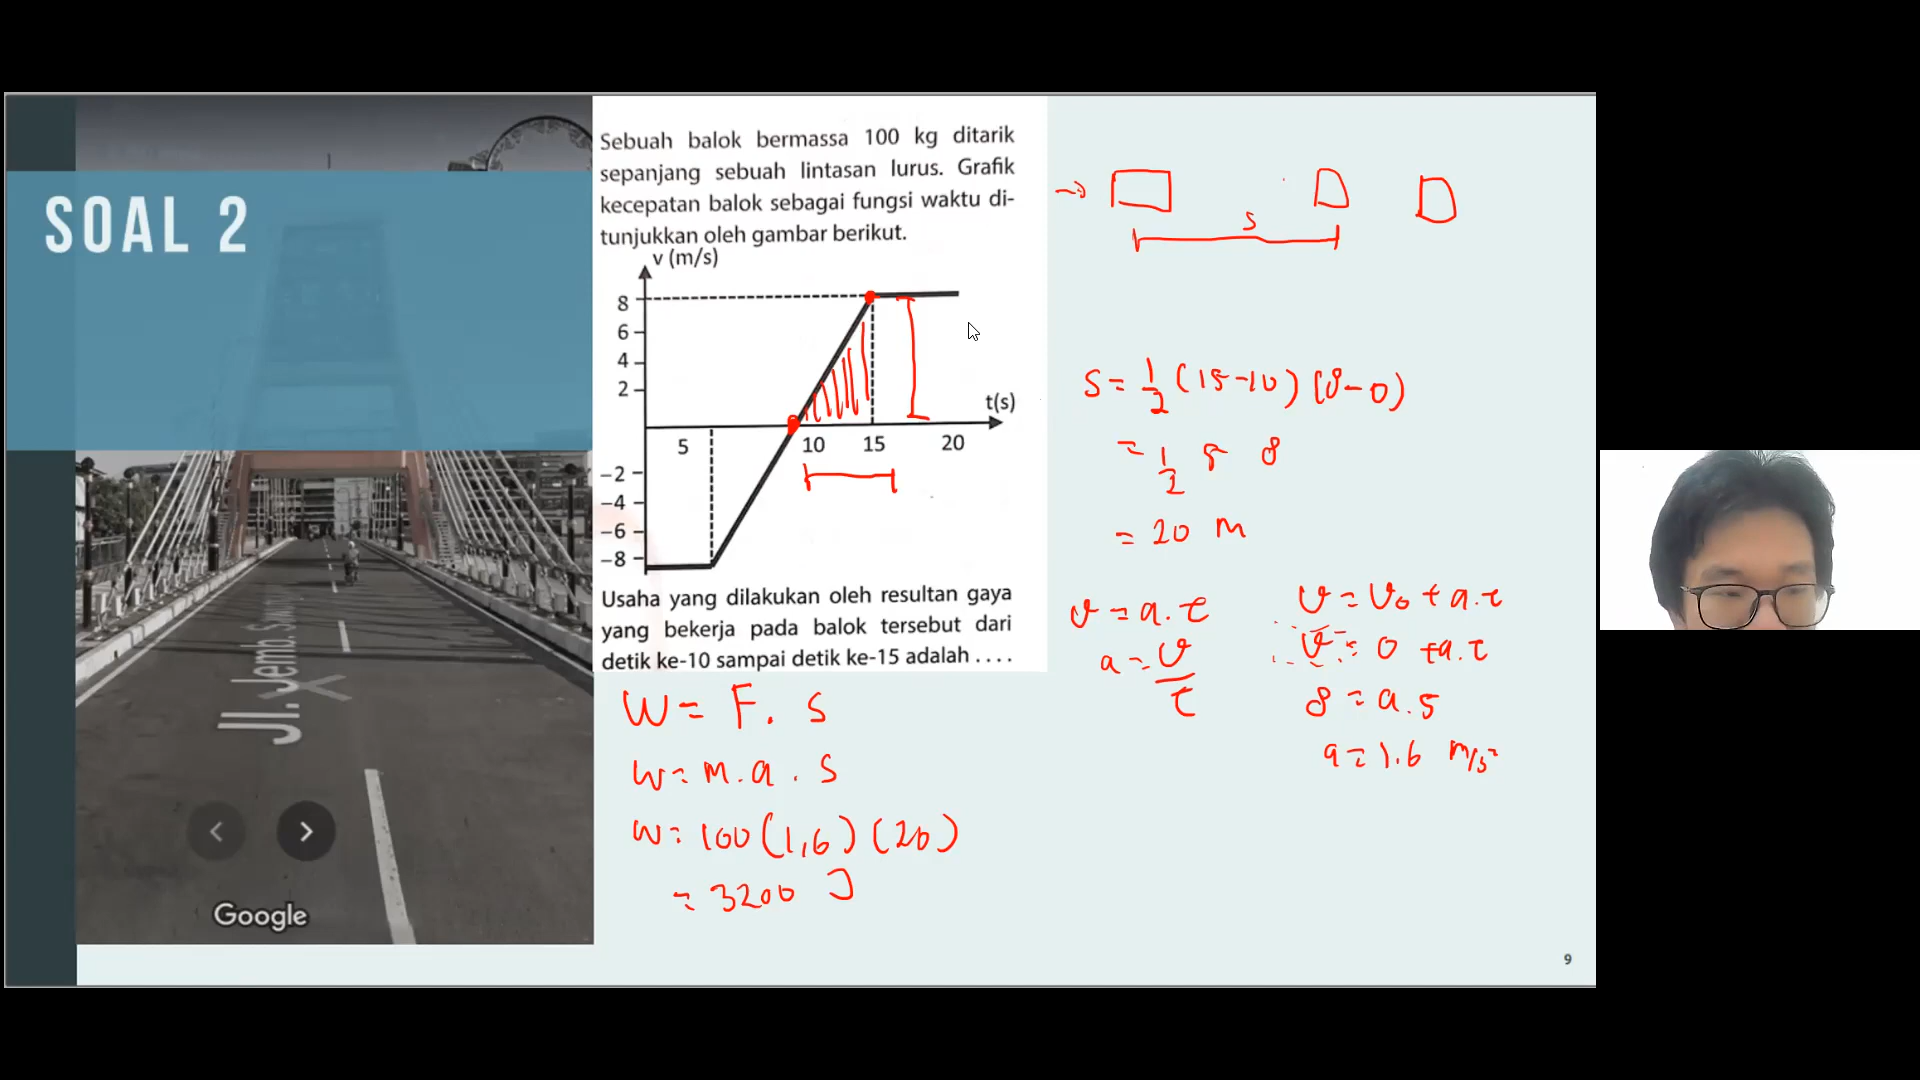 SOAL 2
Sebuah balok bermassa 100 kg ditarik
sepanjang sebuah lintasan lurus. Grafik
kecepatan balok sebagai fungsi waktu di-
tunjukkan oleh gambar berikut.
v (m/s)
8
6
4
2
t(s)
5 10 15 20
-2
-4
-6
-8
Usaha yang dilakukan oleh resultan gaya
yang bekerja pada balok tersebut dari
detik ke-10 sampai detik ke-15 adalah . . . .
W = F. s
W = m.a . s
W = 100 (1,6) (20)
= 3200 J
s
S = 1/2 (15-10) (8-0)
= 1/2 5 8
= 20 m
v = a.t
a = v/t
v = v₀ + a.t
v = 0 + a.t
8 = a.5
a = 1.6 m/s²
Jl. Jemb.
Google
9